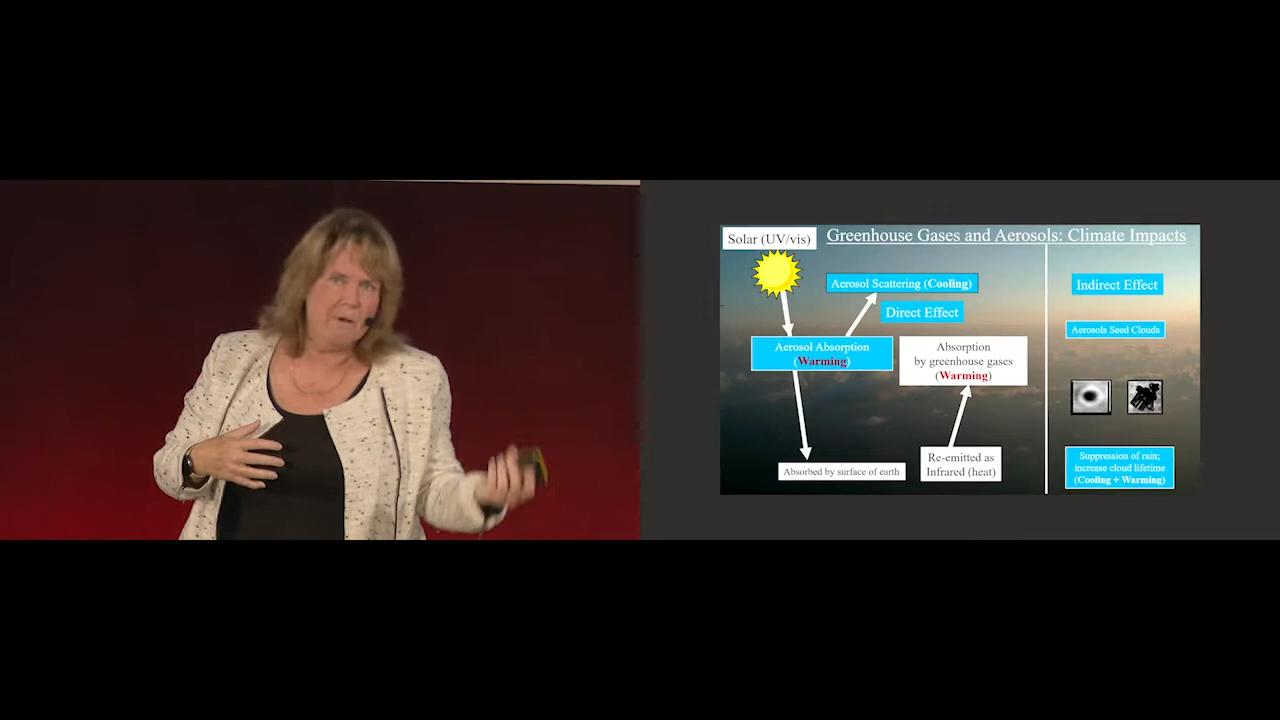 Solar (UV/vis)
Greenhouse Gases and Aerosols: Climate Impacts
Aerosol Scattering (Cooling)
Direct Effect
Aerosol Absorption
(Warming)
Absorption
by greenhouse gases
(Warming)
Absorbed by surface of earth
Re-emitted as
Infrared (heat)
Indirect Effect
Aerosols Seed Clouds
Suppression of rain;
increase cloud lifetime
(Cooling + Warming)